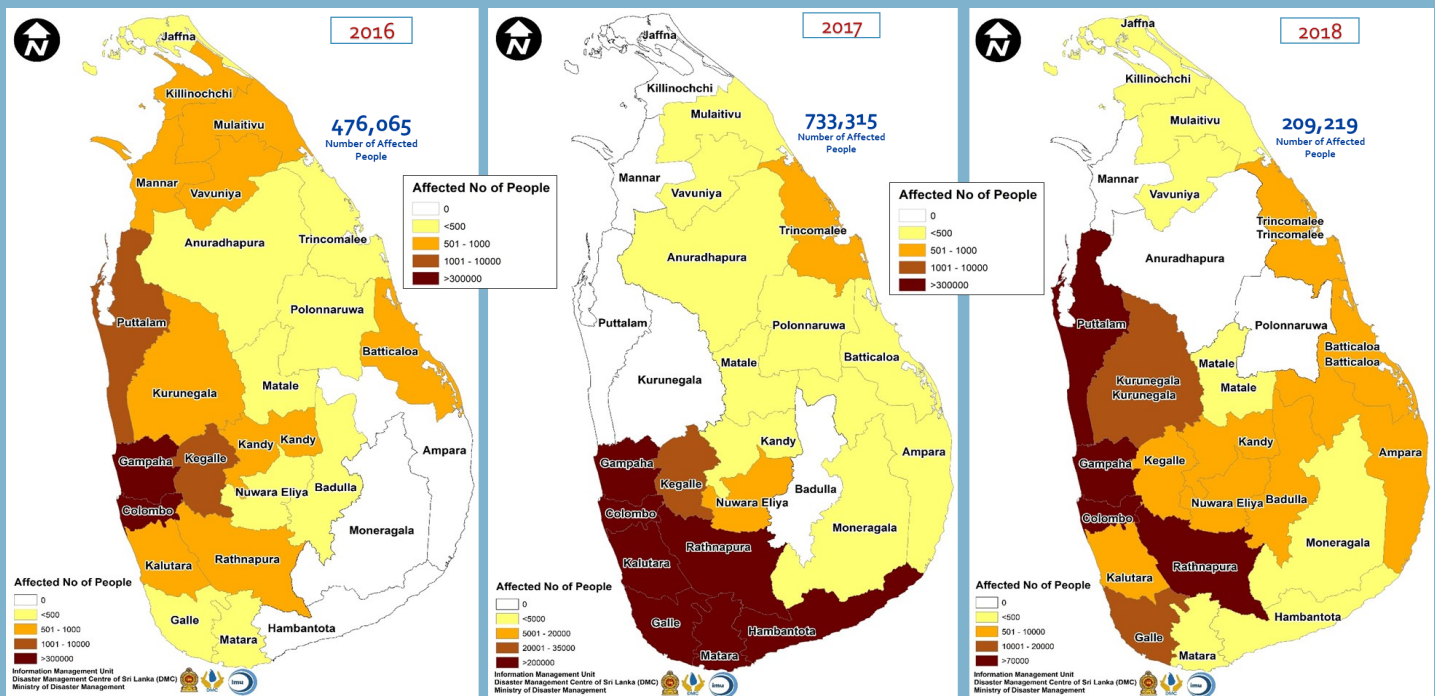 N
2016
Jaffna
Killinochchi
Mulaitivu
476,065
Number of Affected
People
Mannar
Vavuniya
Anuradhapura
Trincomalee
Puttalam
Polonnaruwa
Batticaloa
Kurunegala
Matale
Kandy
Kandy
Ampara
Gampaha
Kegalle
Nuwara Eliya
Badulla
Colombo
Moneragala
Kalutara
Rathnapura
Galle
Matara
Hambantota
Affected No of People
0
<500
501 - 1000
1001 - 10000
>300000
Information Management Unit
Disaster Management Centre of Sri Lanka (DMC)
Ministry of Disaster Management
DMC
imu
Affected No of People
0
<500
501 - 1000
1001 - 10000
>300000
N
2017
Jaffna
Killinochchi
Mulaitivu
733,315
Number of Affected
People
Mannar
Vavuniya
Trincomalee
Anuradhapura
Puttalam
Polonnaruwa
Batticaloa
Matale
Kurunegala
Kandy
Ampara
Gampaha
Kegalle
Badulla
Nuwara Eliya
Colombo
Moneragala
Rathnapura
Kalutara
Galle
Hambantota
Matara
Affected No of People
0
<5000
5001 - 20000
20001 - 35000
>200000
Information Management Unit
Disaster Management Centre of Sri Lanka (DMC)
Ministry of Disaster Management
DMC
imu
Affected No of People
0
<500
501 - 1000
1001 - 10000
>300000
N
2018
Jaffna
Killinochchi
Mulaitivu
209,219
Number of Affected
People
Mannar
Vavuniya
Trincomalee
Trincomalee
Anuradhapura
Puttalam
Polonnaruwa
Batticaloa
Batticaloa
Matale
Kurunegala
Kurunegala
Matale
Kandy
Ampara
Gampaha
Kegalle
Nuwara Eliya
Badulla
Colombo
Moneragala
Rathnapura
Kalutara
Hambantota
Galle
Matara
Affected No of People
0
<500
501 - 10000
10001 - 20000
>70000
Information Management Unit
Disaster Management Centre of Sri Lanka (DMC)
Ministry of Disaster Management
DMC
imu